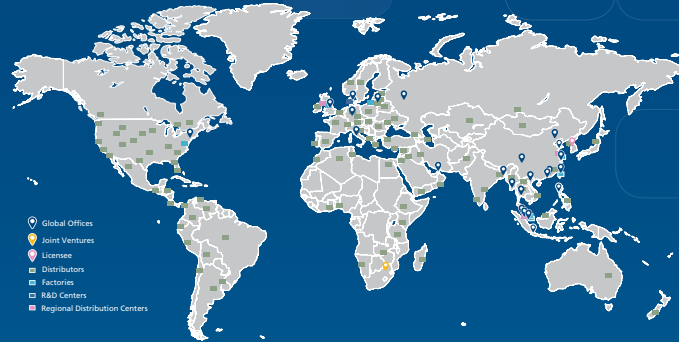 Global Offices
Joint Ventures
Licensee
Distributors
Factories
R&D Centers
Regional Distribution Centers